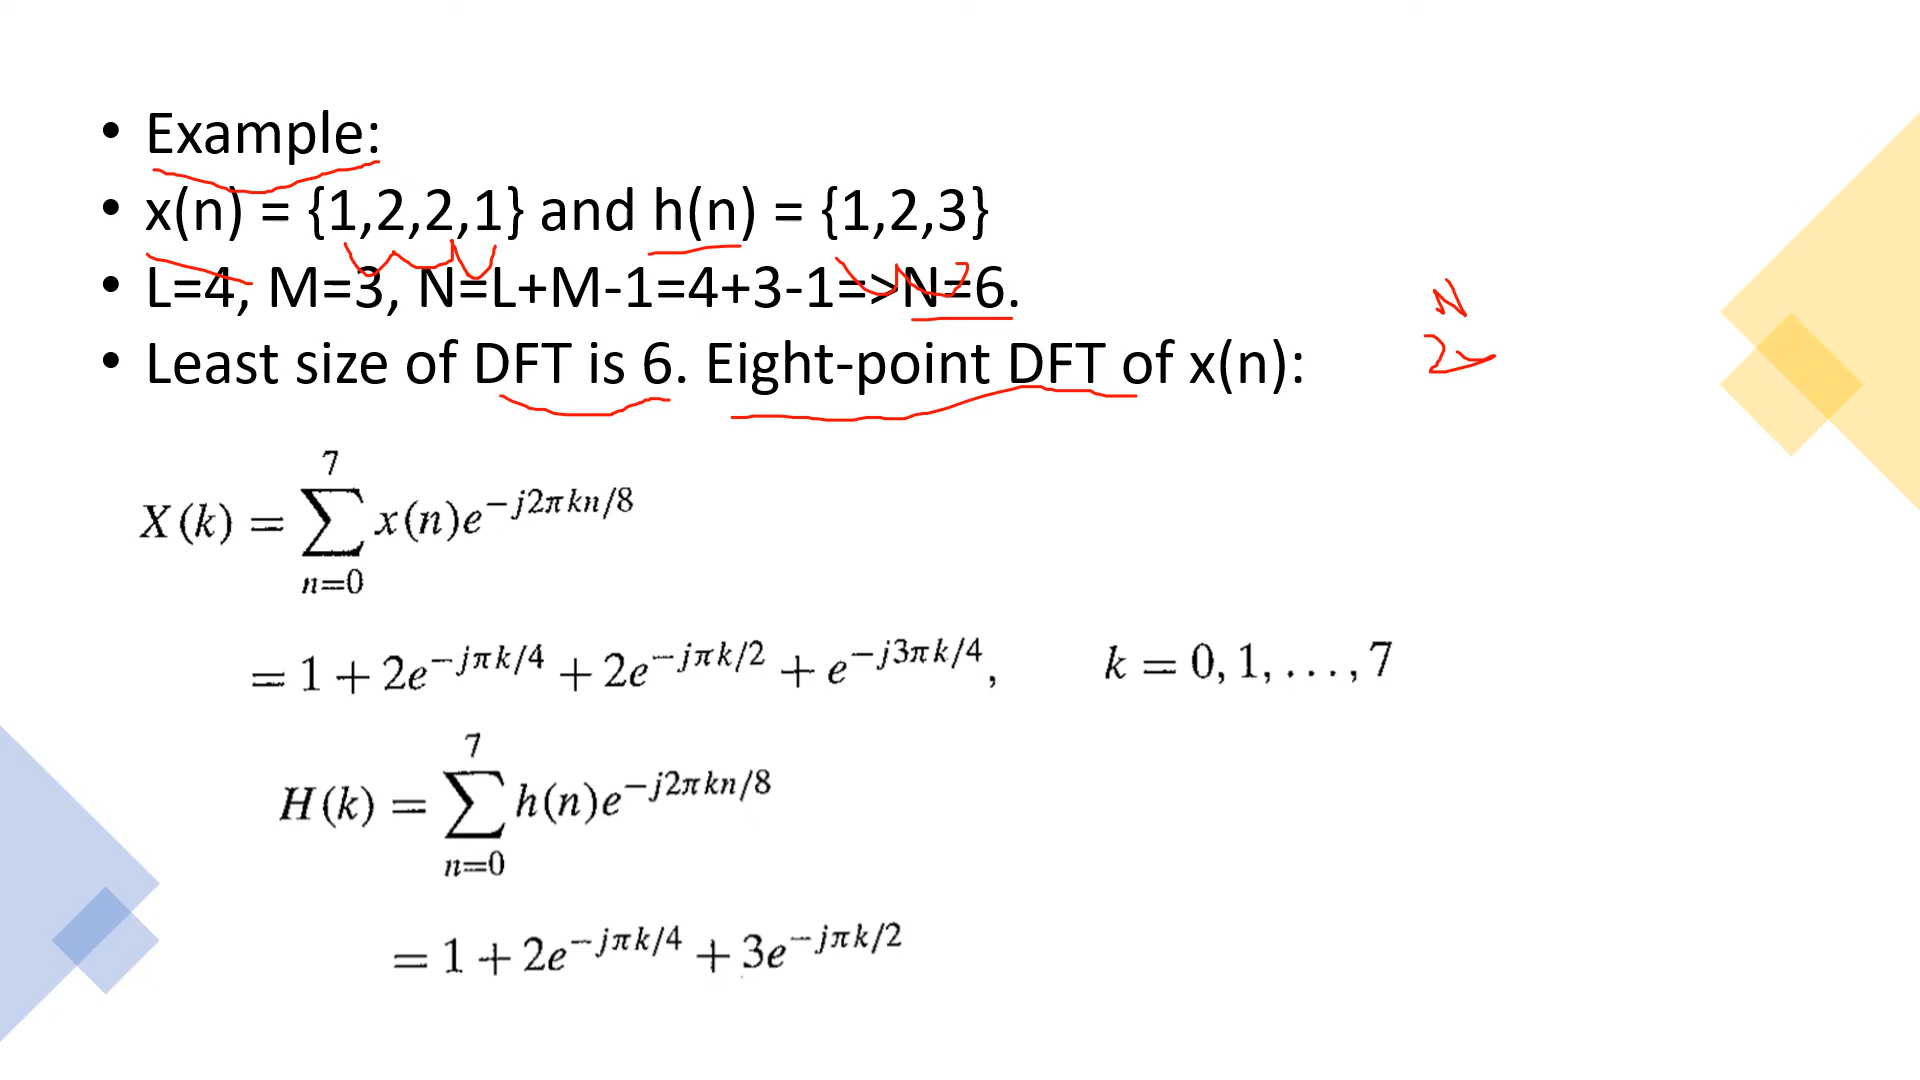 • Example:
• x(n) = {1,2,2,1} and h(n) = {1,2,3}
• L=4, M=3, N=L+M-1=4+3-1=>N=6.
N
• Least size of DFT is 6. Eight-point DFT of x(n):
2
7
X(k) = ∑ x(n)e^{−j2πkn/8}
n=0
= 1 + 2e^{−jπk/4} + 2e^{−jπk/2} + e^{−j3πk/4}, k = 0, 1, . . . , 7
7
H(k) = ∑ h(n)e^{−j2πkn/8}
n=0
= 1 + 2e^{−jπk/4} + 3e^{−jπk/2}